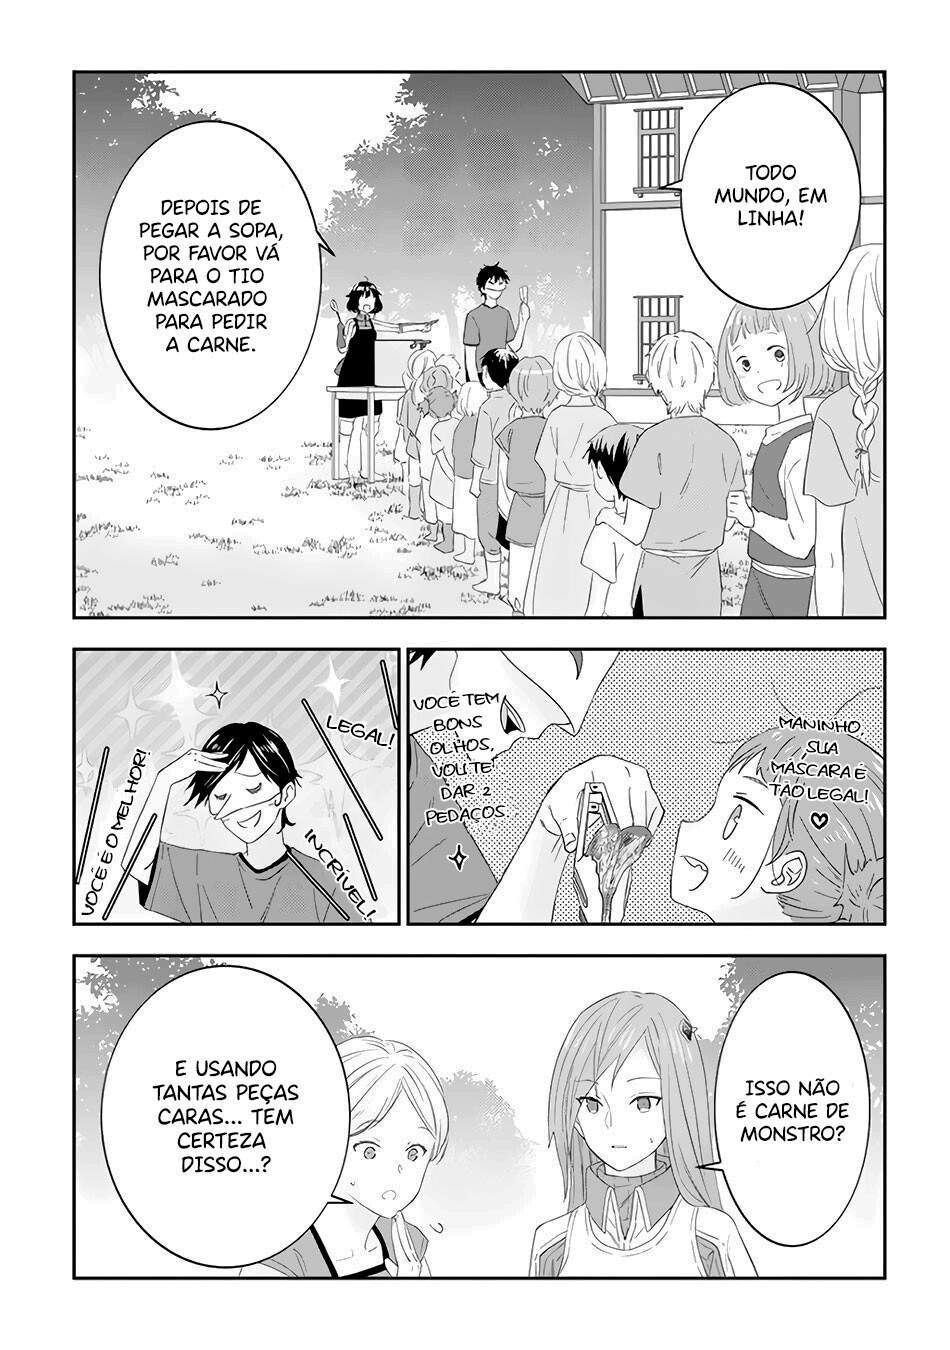 TODO
MUNDO, EM
LINHA!
DEPOIS DE
PEGAR A SOPA,
POR FAVOR VÁ
PARA O TIO
MASCARADO
PARA PEDIR
A CARNE.
MANINHO,
SUA
MÁSCARA É
TÃO LEGAL!
VOCÊ TEM
BONS
OLHOS,
VOU TE
DAR 2
PEDAÇOS.
LEGAL!
INCRÍVEL!
VOCÊ É O MELHOR!
ISSO NÃO
É CARNE DE
MONSTRO?
E USANDO
TANTAS PEÇAS
CARAS... TEM
CERTEZA
DISSO...?